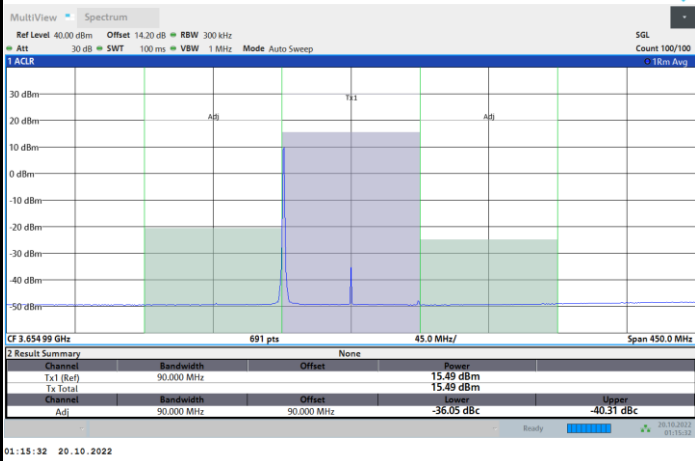 MultiView Spectrum
Ref Level 40.00 dBm Offset 14.20 dB RBW 300 kHz SGL
Att 30 dB SWT 100 ms VBW 1 MHz Mode Auto Sweep Count 100/100
1 ACLR 1Rm Avg
30 dBm
Tx1
20 dBm Adj Adj
10 dBm
0 dBm
-10 dBm
-20 dBm
-30 dBm
-40 dBm
-50 dBm
CF 3.654 99 GHz 691 pts 45.0 MHz/ Span 450.0 MHz
2 Result Summary None
Channel Bandwidth Offset Power
Tx1 (Ref) 90.000 MHz 15.49 dBm
Tx Total 15.49 dBm
Channel Bandwidth Offset Lower Upper
Adj 90.000 MHz 90.000 MHz -36.05 dBc -40.31 dBc
Ready 20.10.2022
01:15:32
01:15:32 20.10.2022